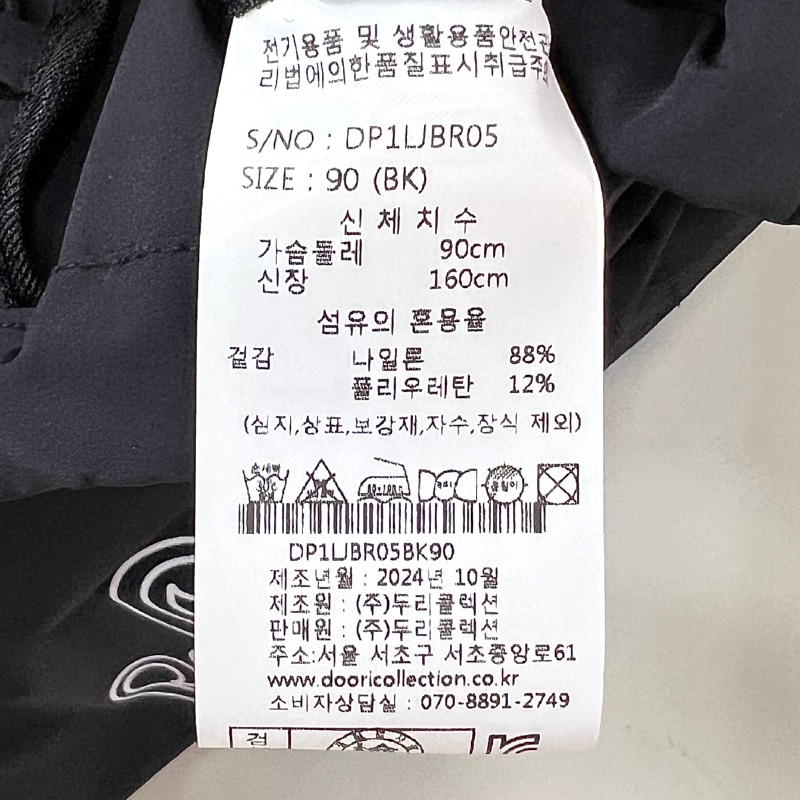 전기용품 및 생활용품안전관
리법에의한품질표시취급주
S/NO : DP1LJBR05
SIZE : 90 (BK)
신체치수
가슴둘레 90cm
신장 160cm
섬유의 혼용율
겉감 나일론 88%
폴리우레탄 12%
(심지,상표,보강재,자수,장식 제외)
손세탁
80~100℃
DP1LJBR05BK90
제조년월 : 2024년 10월
제조원 : (주)두리콜렉션
판매원 : (주)두리콜렉션
주소:서울 서초구 서초중앙로61
www.dooricollection.co.kr
소비자상담실 : 070-8891-2749
검